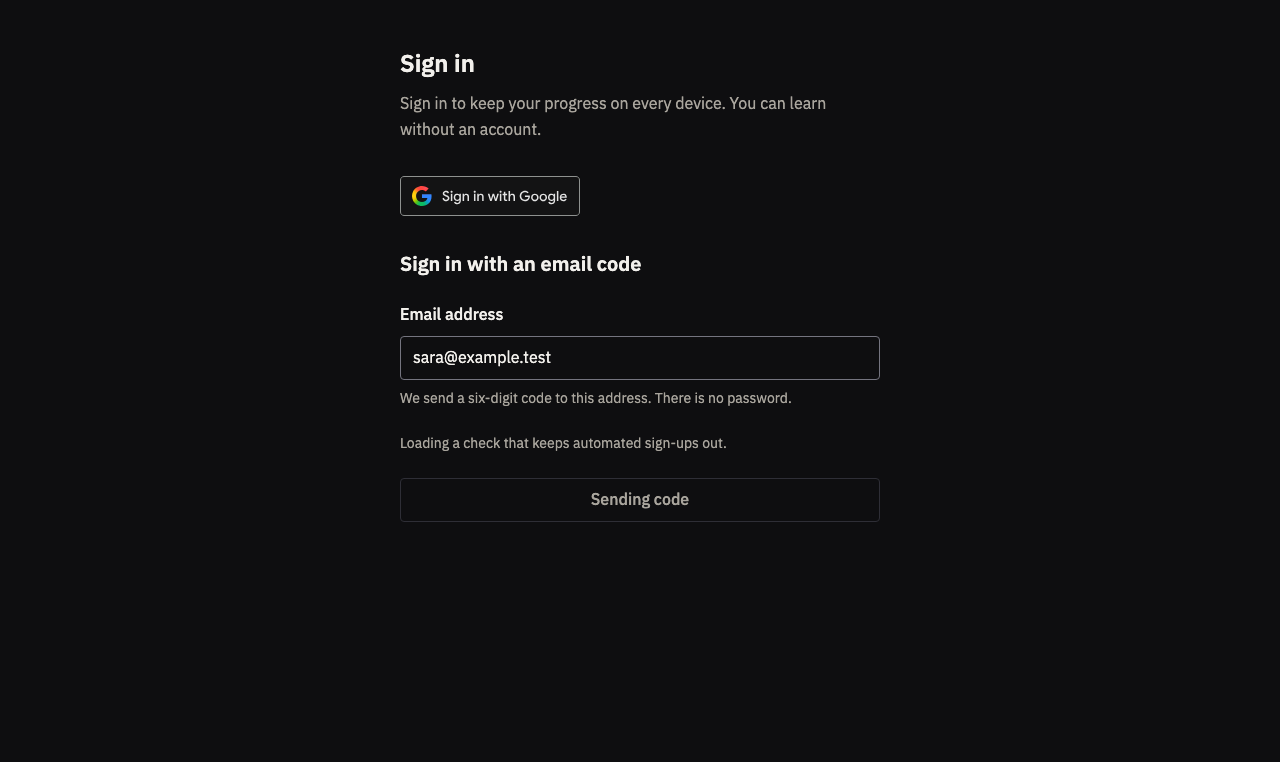 Sign in
Sign in to keep your progress on every device. You can learn
without an account.
Sign in with Google
Sign in with an email code
Email address
sara@example.test
We send a six-digit code to this address. There is no password.
Loading a check that keeps automated sign-ups out.
Sending code